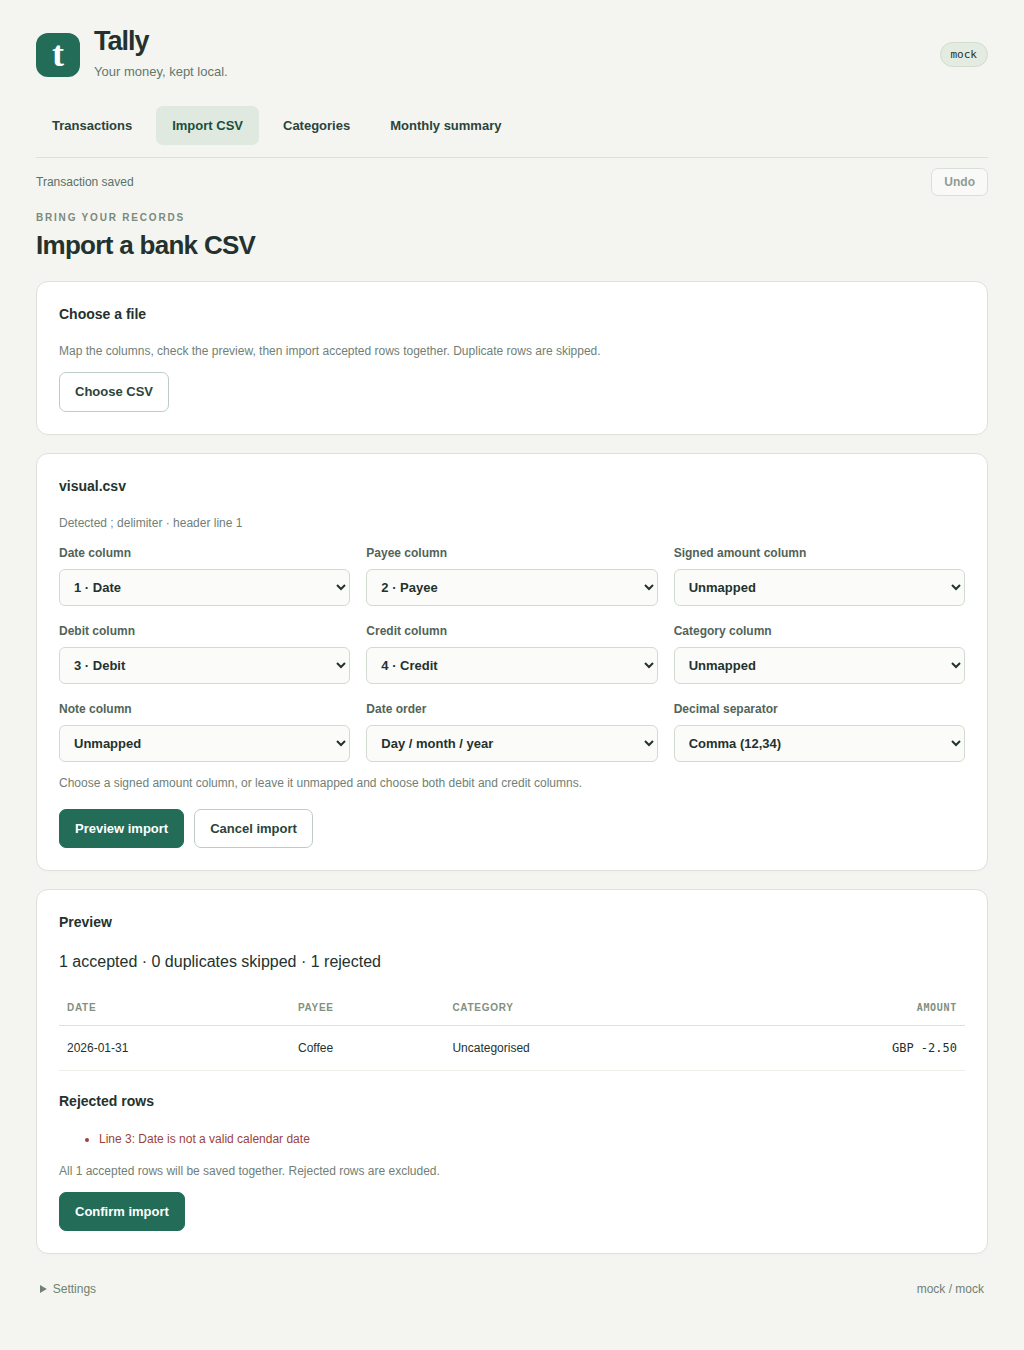 t
Tally
Your money, kept local.
mock
Transactions
Import CSV
Categories
Monthly summary
Transaction saved
Undo
BRING YOUR RECORDS
Import a bank CSV
Choose a file
Map the columns, check the preview, then import accepted rows together. Duplicate rows are skipped.
Choose CSV
visual.csv
Detected ; delimiter · header line 1
Date column
Payee column
Signed amount column
1 · Date
2 · Payee
Unmapped
Debit column
Credit column
Category column
3 · Debit
4 · Credit
Unmapped
Note column
Date order
Decimal separator
Unmapped
Day / month / year
Comma (12,34)
Choose a signed amount column, or leave it unmapped and choose both debit and credit columns.
Preview import
Cancel import
Preview
1 accepted · 0 duplicates skipped · 1 rejected
DATE
PAYEE
CATEGORY
AMOUNT
2026-01-31
Coffee
Uncategorised
GBP -2.50
Rejected rows
Line 3: Date is not a valid calendar date
All 1 accepted rows will be saved together. Rejected rows are excluded.
Confirm import
Settings
mock / mock